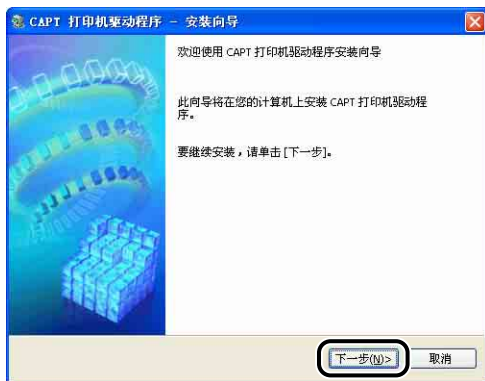 CAPT 打印机驱动程序 - 安装向导
欢迎使用 CAPT 打印机驱动程序安装向导
此向导将在您的计算机上安装 CAPT 打印机驱动程
序。
要继续安装，请单击 [下一步]。
下一步(N)>
取消